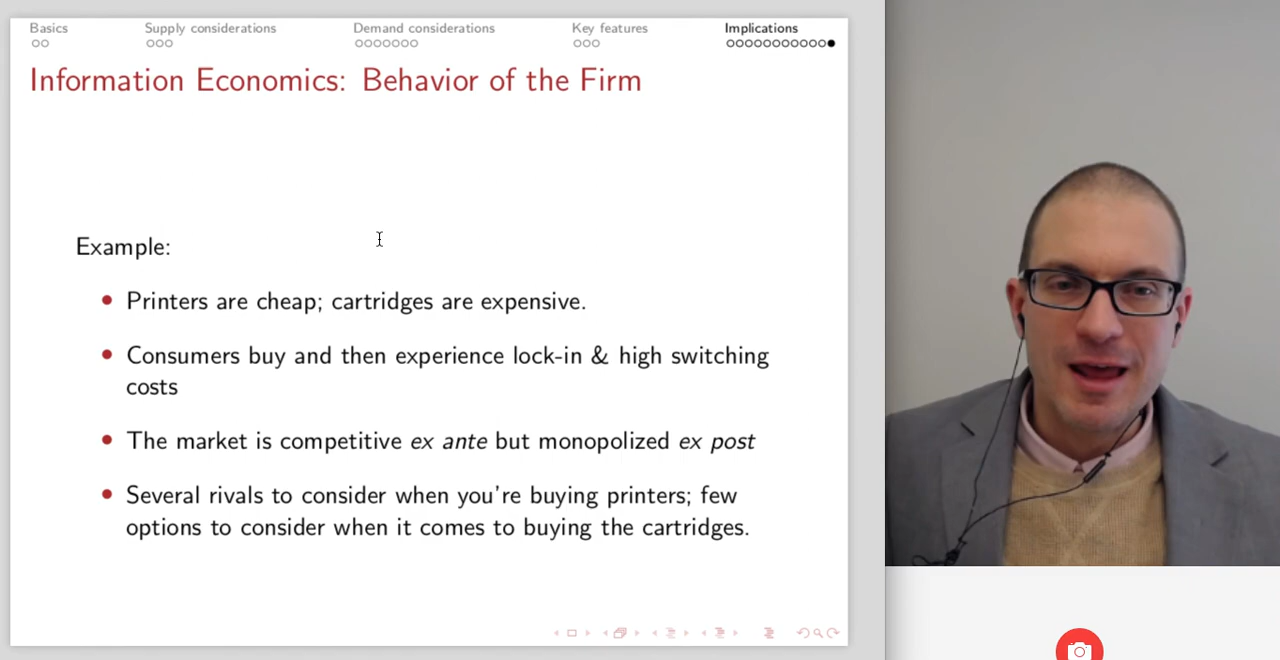 Basics Supply considerations Demand considerations Key features Implications
Information Economics: Behavior of the Firm
Example:
Printers are cheap; cartridges are expensive.
Consumers buy and then experience lock-in & high switching
costs
The market is competitive ex ante but monopolized ex post
Several rivals to consider when you're buying printers; few
options to consider when it comes to buying the cartridges.